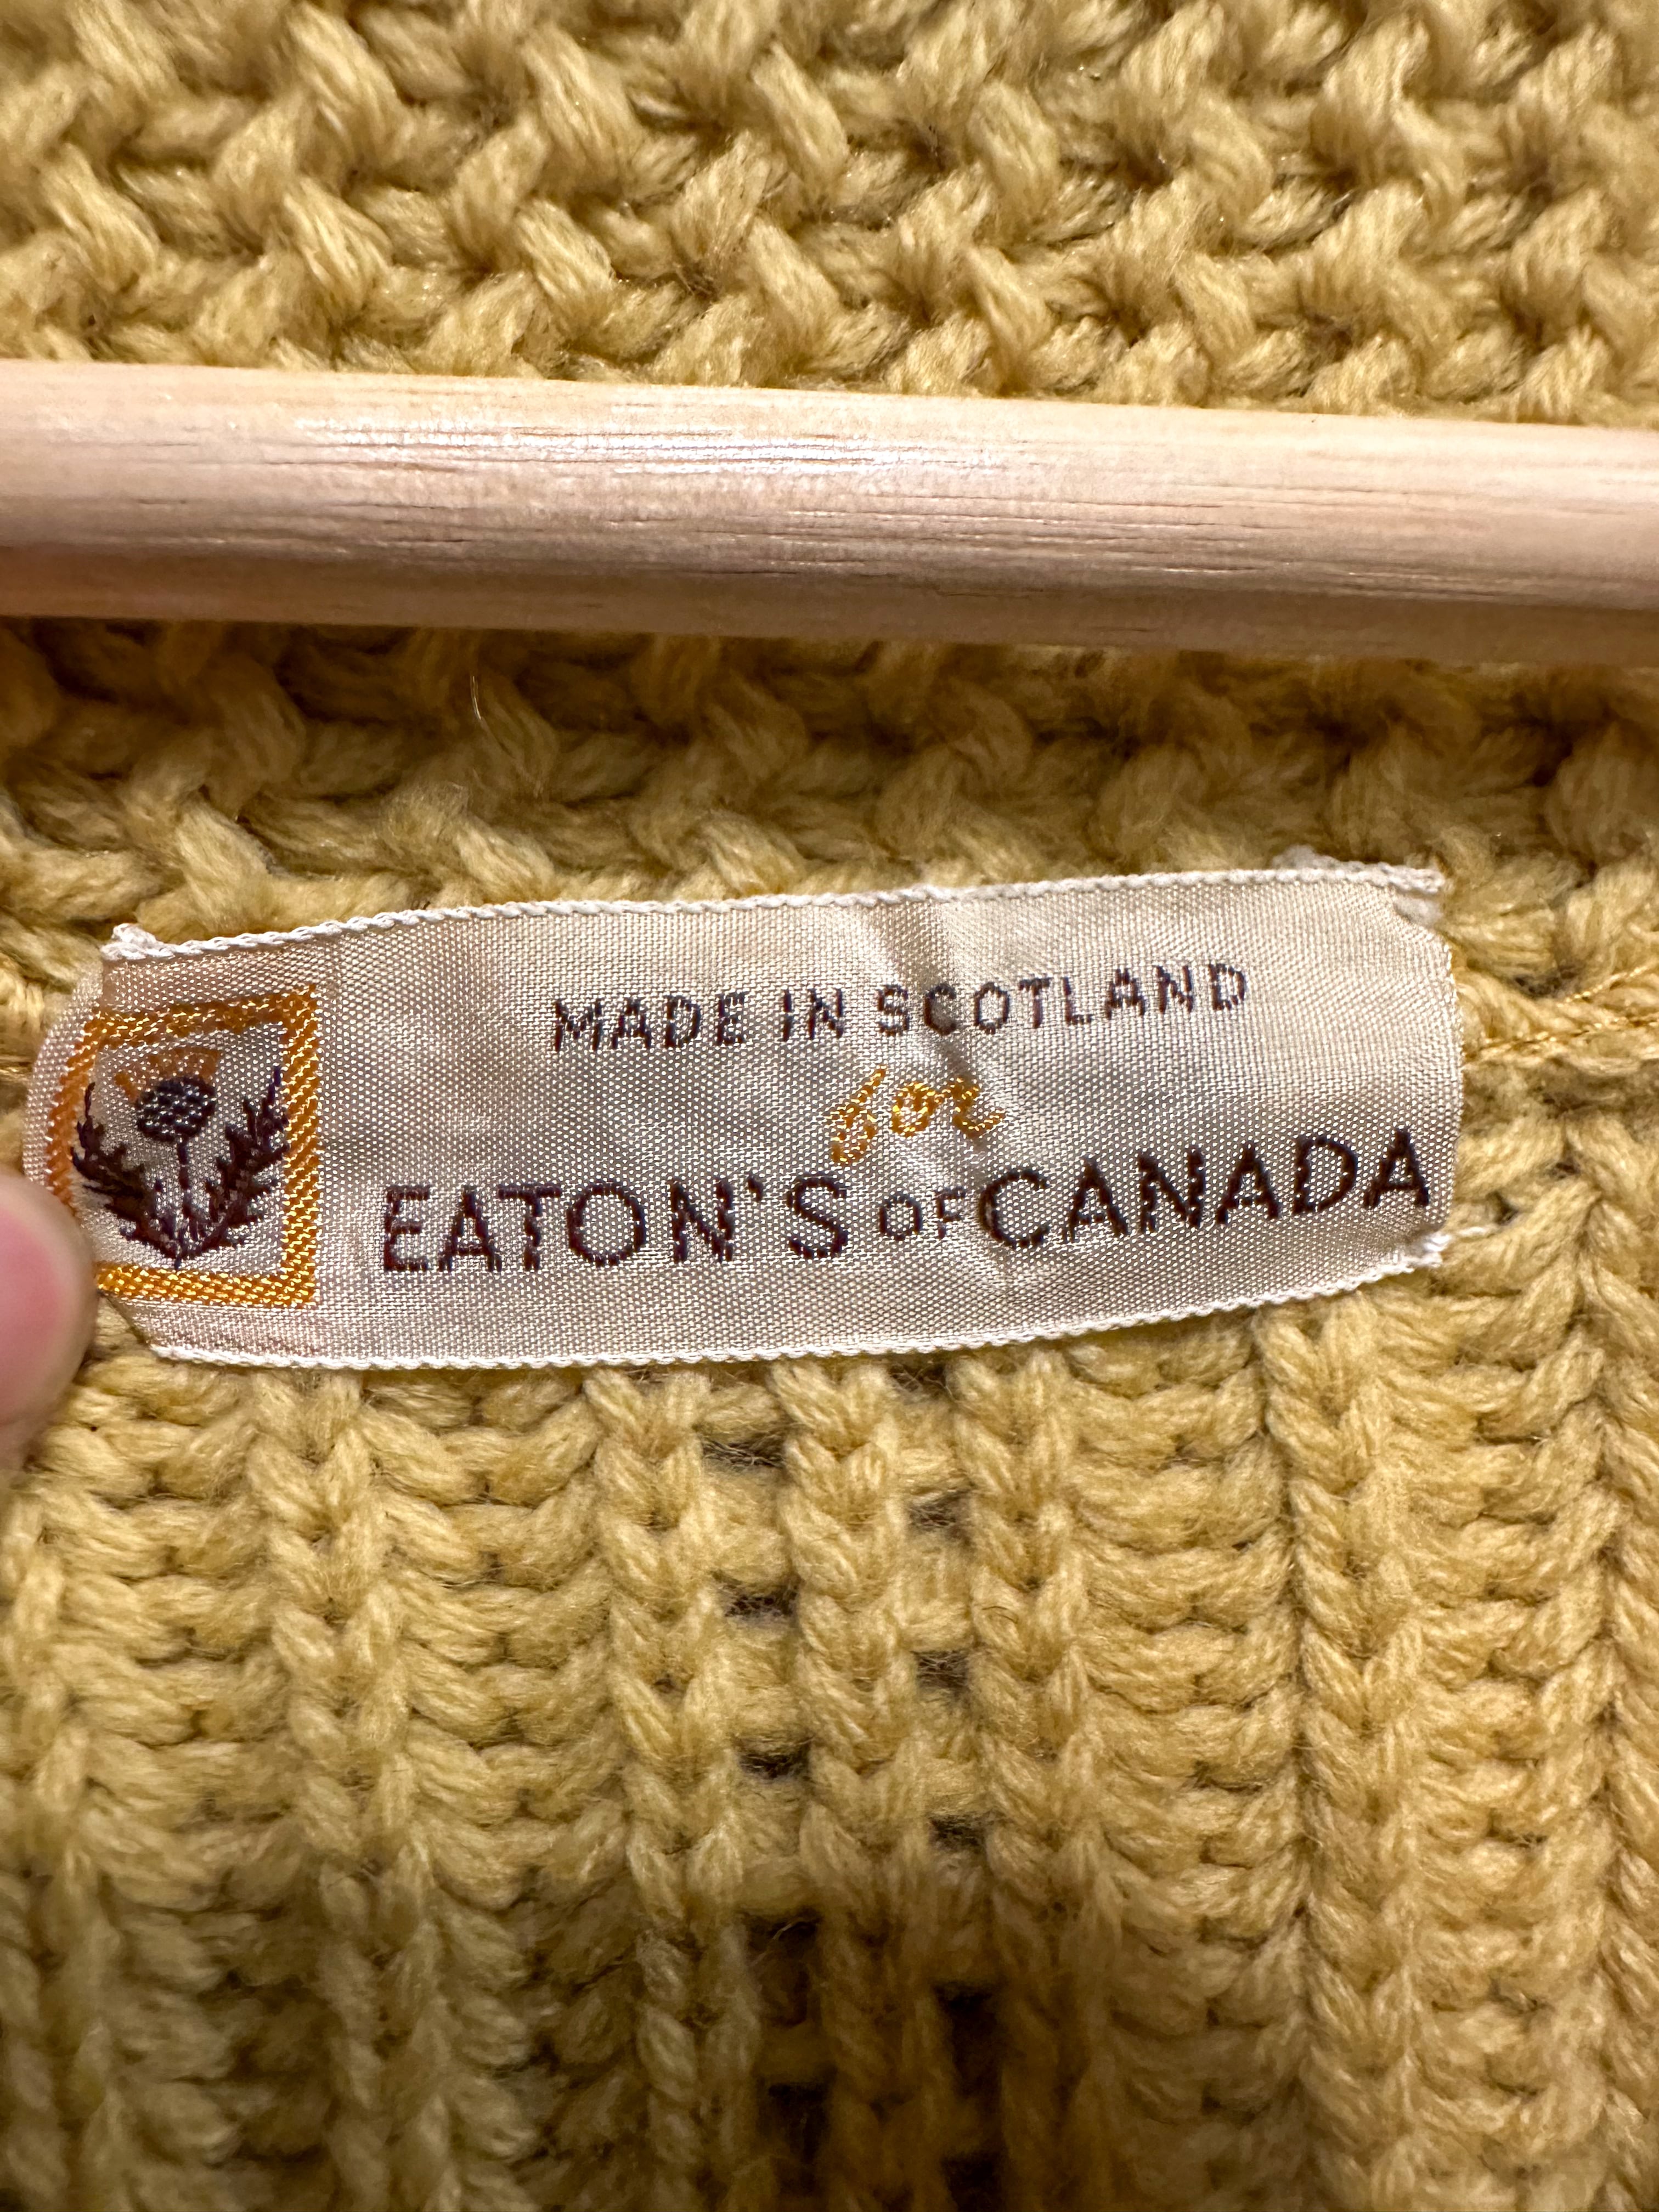 MADE IN SCOTLAND
for
EATON'S OF CANADA